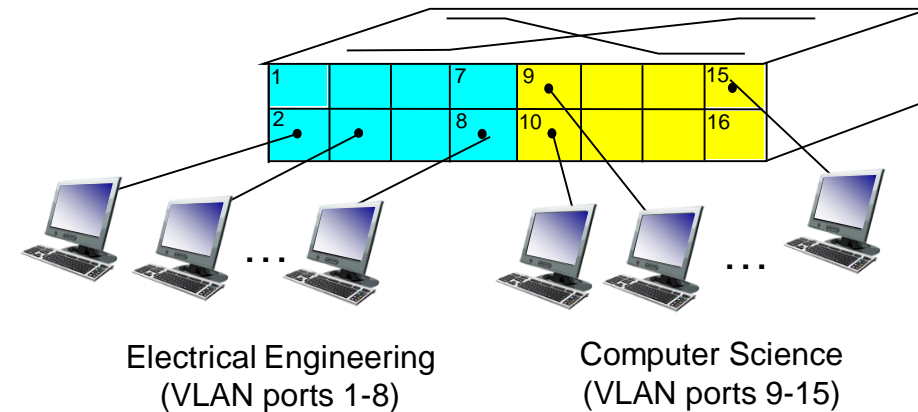 1 7 9 15
2 8 10 16
... ...
Electrical Engineering
(VLAN ports 1-8)
Computer Science
(VLAN ports 9-15)